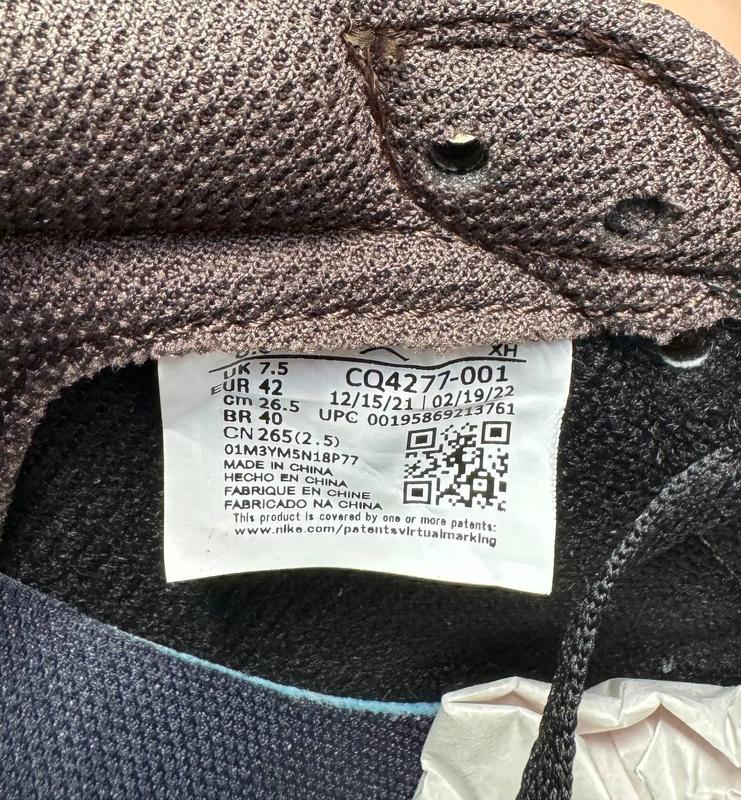 XH
UK 7.5
EUR 42
cm 26.5
BR 40
CN 265(2.5)
01M3YM5N18P77
MADE IN CHINA
HECHO EN CHINA
FABRIQUE EN CHINE
FABRICADO NA CHINA
CQ4277-001
12/15/21 | 02/19/22
UPC 00195869213761
This product is covered by one or more patents:
www.nike.com/patentsvirtualmarking